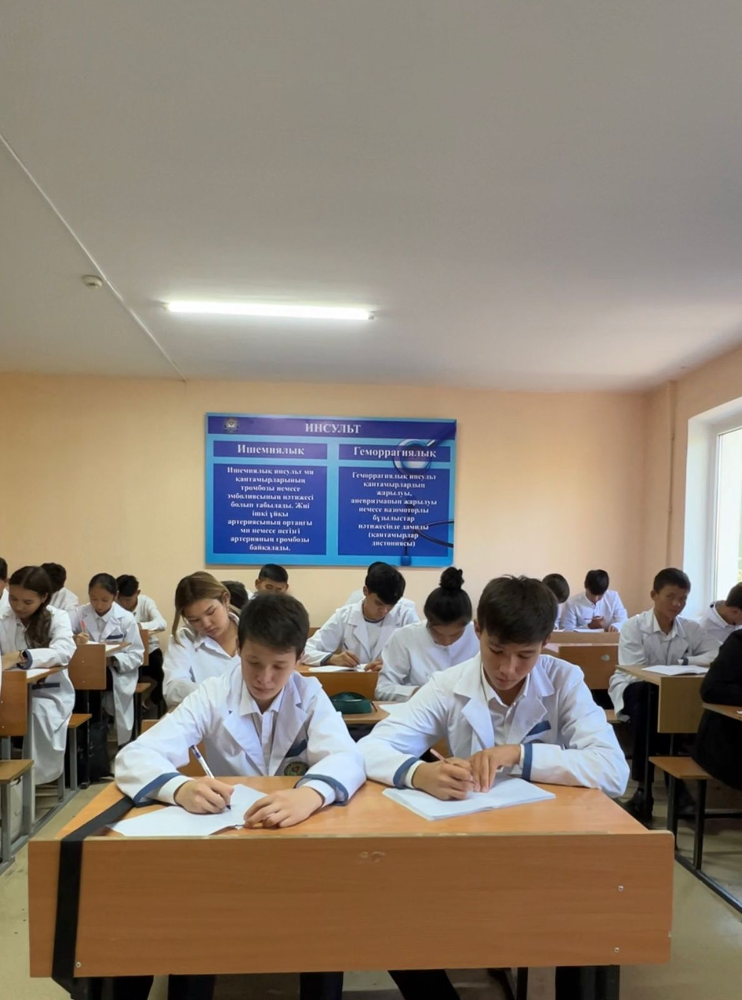 ИНСУЛЬТ
Ишемиялық
Ишемиялық инсульт ми
қантамырларының
тромбозы немесе
эмболиясының нәтижесі
болып табылады. Жиі
ішкі ұйқы
артериясының ортаңғы
ми немесе негізгі
артерияның тромбозы
байқалады.
Геморрагиялық
Геморрагиялық инсульт
қантамырлардың
жарылуы,
аневризманың жарылуы
немесе вазомоторлы
бұзылыстар
нәтижесінде дамиды
(қантамырлар
дистониясы)